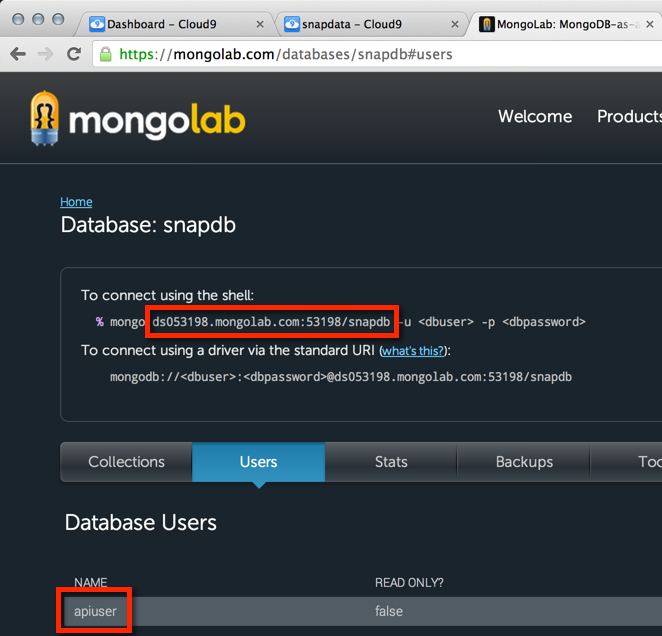 Dashboard – Cloud9
snapdata – Cloud9
MongoLab: MongoDB-as-a
https://mongolab.com/databases/snapdb#users
mongolab
Welcome Products
Home
Database: snapdb
To connect using the shell:
% mongo ds053198.mongolab.com:53198/snapdb -u <dbuser> -p <dbpassword>
To connect using a driver via the standard URI (what's this?):
mongodb://<dbuser>:<dbpassword>@ds053198.mongolab.com:53198/snapdb
Collections Users Stats Backups Too
Database Users
NAME READ ONLY?
apiuser false